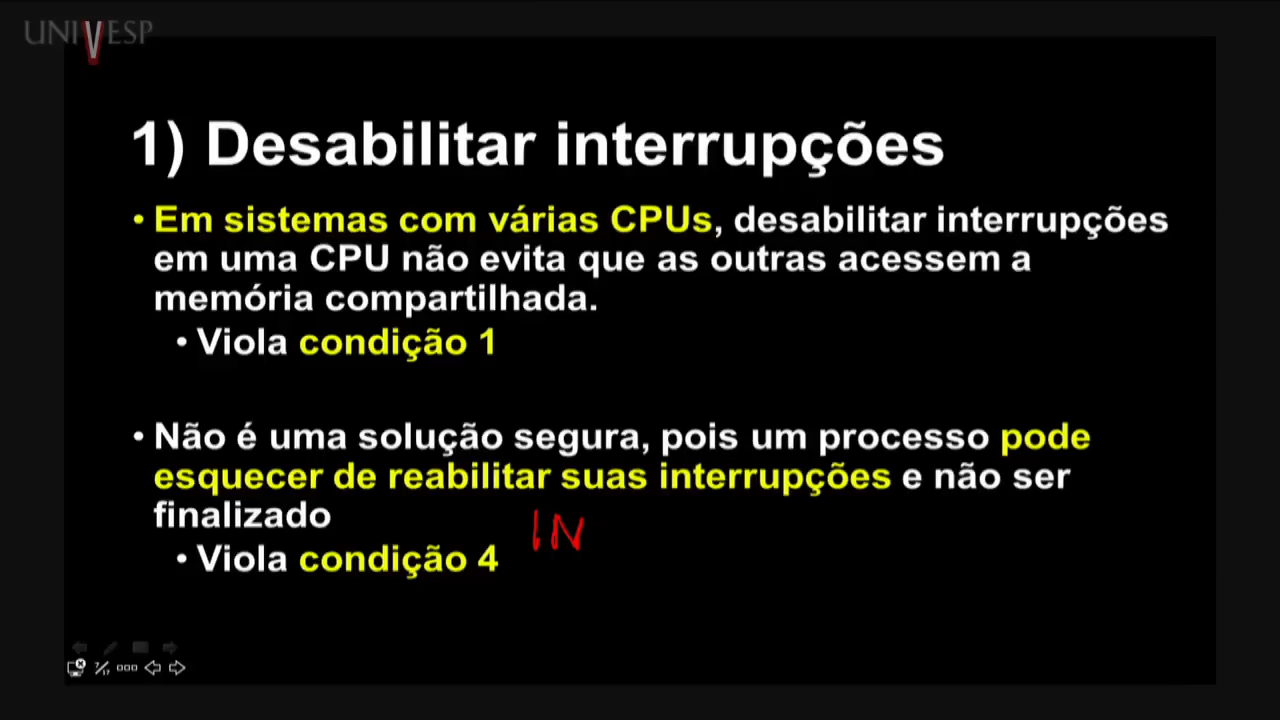 UNIVESP
1) Desabilitar interrupções
• Em sistemas com várias CPUs, desabilitar interrupções
em uma CPU não evita que as outras acessem a
memória compartilhada.
• Viola condição 1
• Não é uma solução segura, pois um processo pode
esquecer de reabilitar suas interrupções e não ser
finalizado
IN
• Viola condição 4